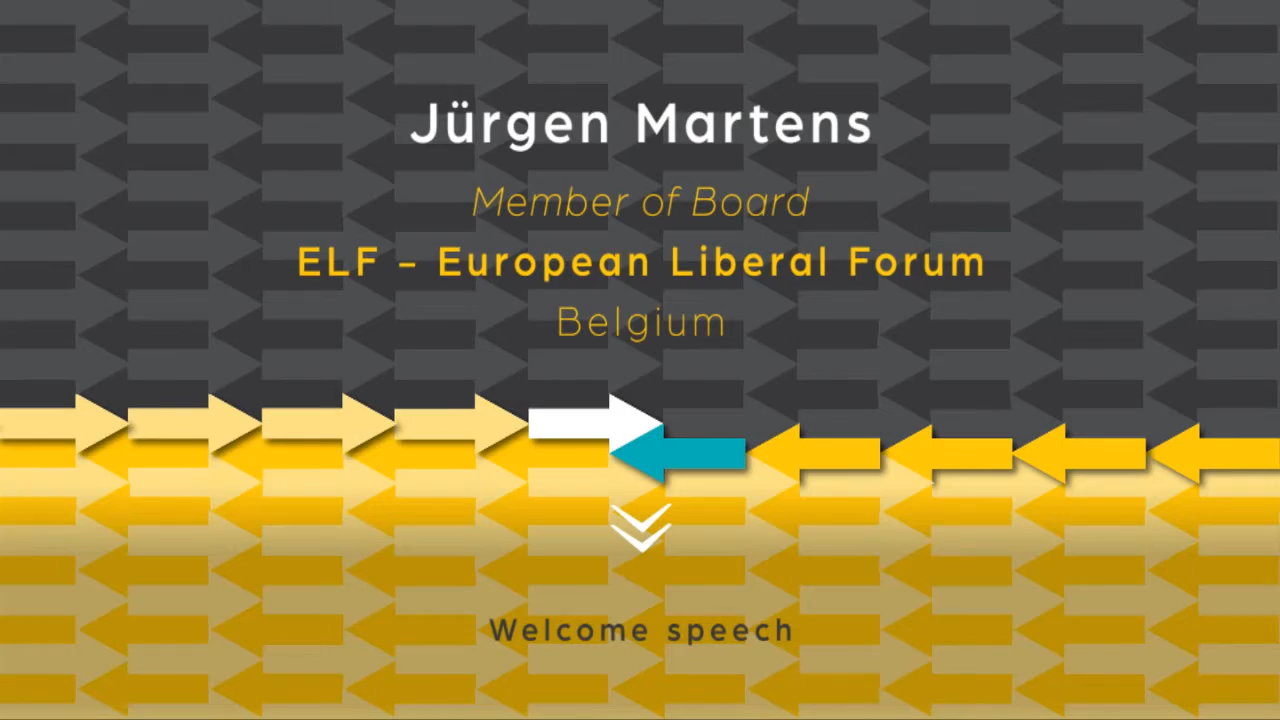 Jürgen Martens
Member of Board
ELF – European Liberal Forum
Belgium
Welcome speech